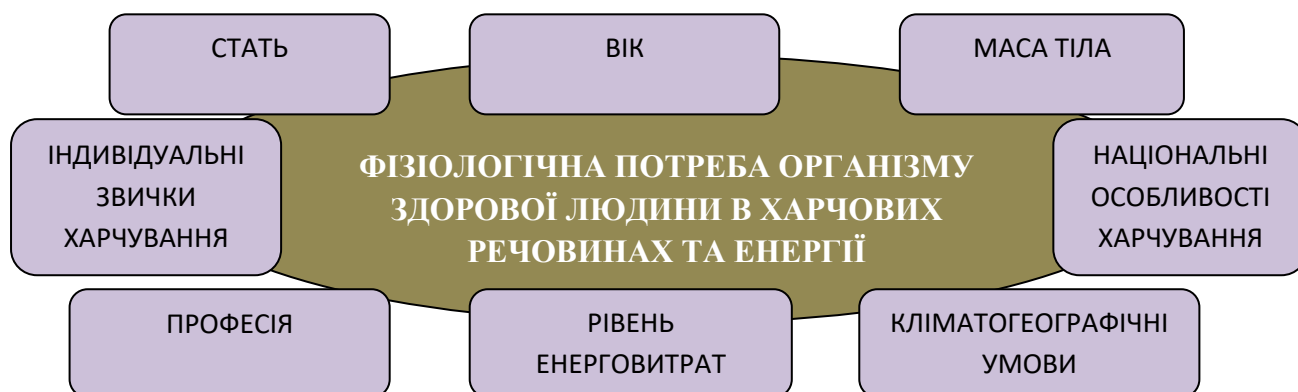 СТАТЬ
ВІК
МАСА ТІЛА
ІНДИВІДУАЛЬНІ
ЗВИЧКИ
ХАРЧУВАННЯ
ФІЗІОЛОГІЧНА ПОТРЕБА ОРГАНІЗМУ
ЗДОРОВОЇ ЛЮДИНИ В ХАРЧОВИХ
РЕЧОВИНАХ ТА ЕНЕРГІЇ
НАЦІОНАЛЬНІ
ОСОБЛИВОСТІ
ХАРЧУВАННЯ
ПРОФЕСІЯ
РІВЕНЬ
ЕНЕРГОВИТРАТ
КЛІМАТОГЕОГРАФІЧНІ
УМОВИ